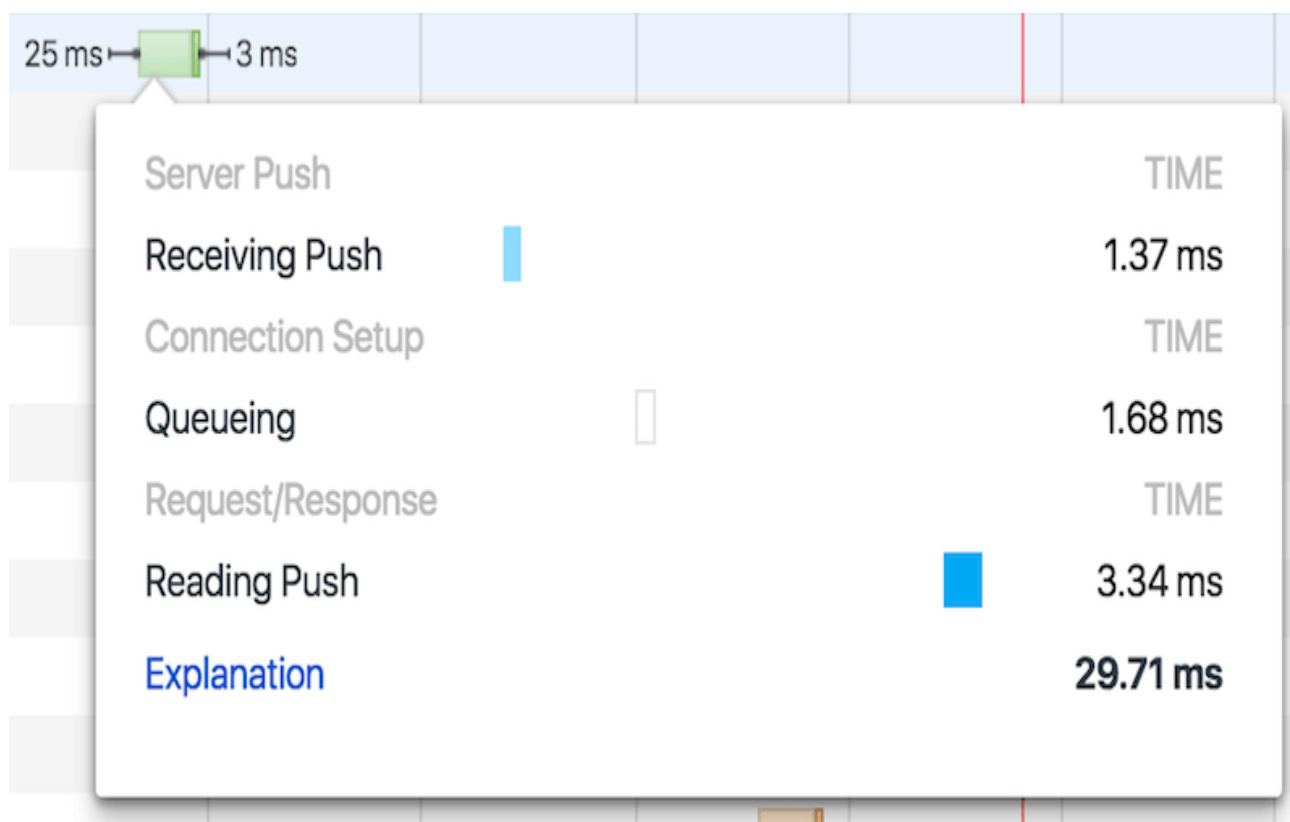 25 ms 3 ms
Server Push TIME
Receiving Push 1.37 ms
Connection Setup TIME
Queueing 1.68 ms
Request/Response TIME
Reading Push 3.34 ms
Explanation 29.71 ms